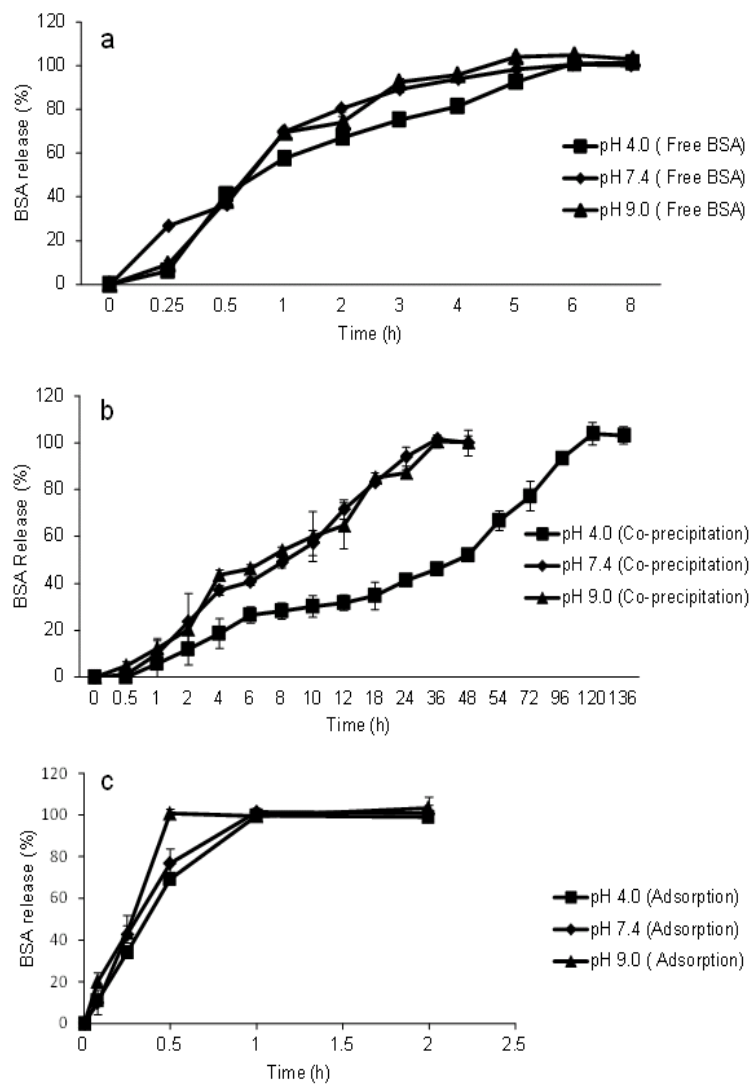 a
BSA release (%)
120
100
80
60
40
20
0
0 0.25 0.5 1 2 3 4 5 6 8
Time (h)
pH 4.0 ( Free BSA)
pH 7.4 ( Free BSA)
pH 9.0 ( Free BSA)
b
BSA Release (%)
120
100
80
60
40
20
0
0 0.5 1 2 4 6 8 10 12 18 24 36 48 54 72 96 120 136
Time (h)
pH 4.0 (Co-precipitation)
pH 7.4 (Co-precipitation)
pH 9.0 (Co-precipitation)
c
BSA release (%)
120
100
80
60
40
20
0
0 0.5 1 1.5 2 2.5
Time (h)
pH 4.0 (Adsorption)
pH 7.4 (Adsorption)
pH 9.0 ( Adsorption)